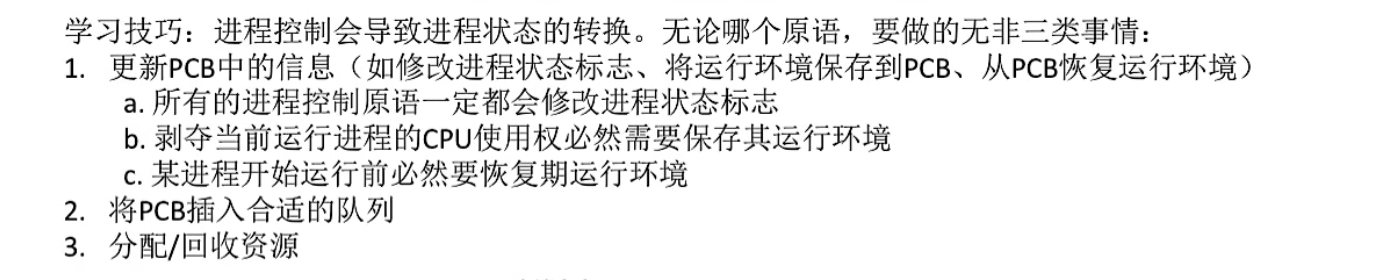 学习技巧：进程控制会导致进程状态的转换。无论哪个原语，要做的无非三类事情：
1. 更新PCB中的信息（如修改进程状态标志、将运行环境保存到PCB、从PCB恢复运行环境）
a. 所有的进程控制原语一定都会修改进程状态标志
b. 剥夺当前运行进程的CPU使用权必然需要保存其运行环境
c. 某进程开始运行前必然要恢复期运行环境
2. 将PCB插入合适的队列
3. 分配/回收资源